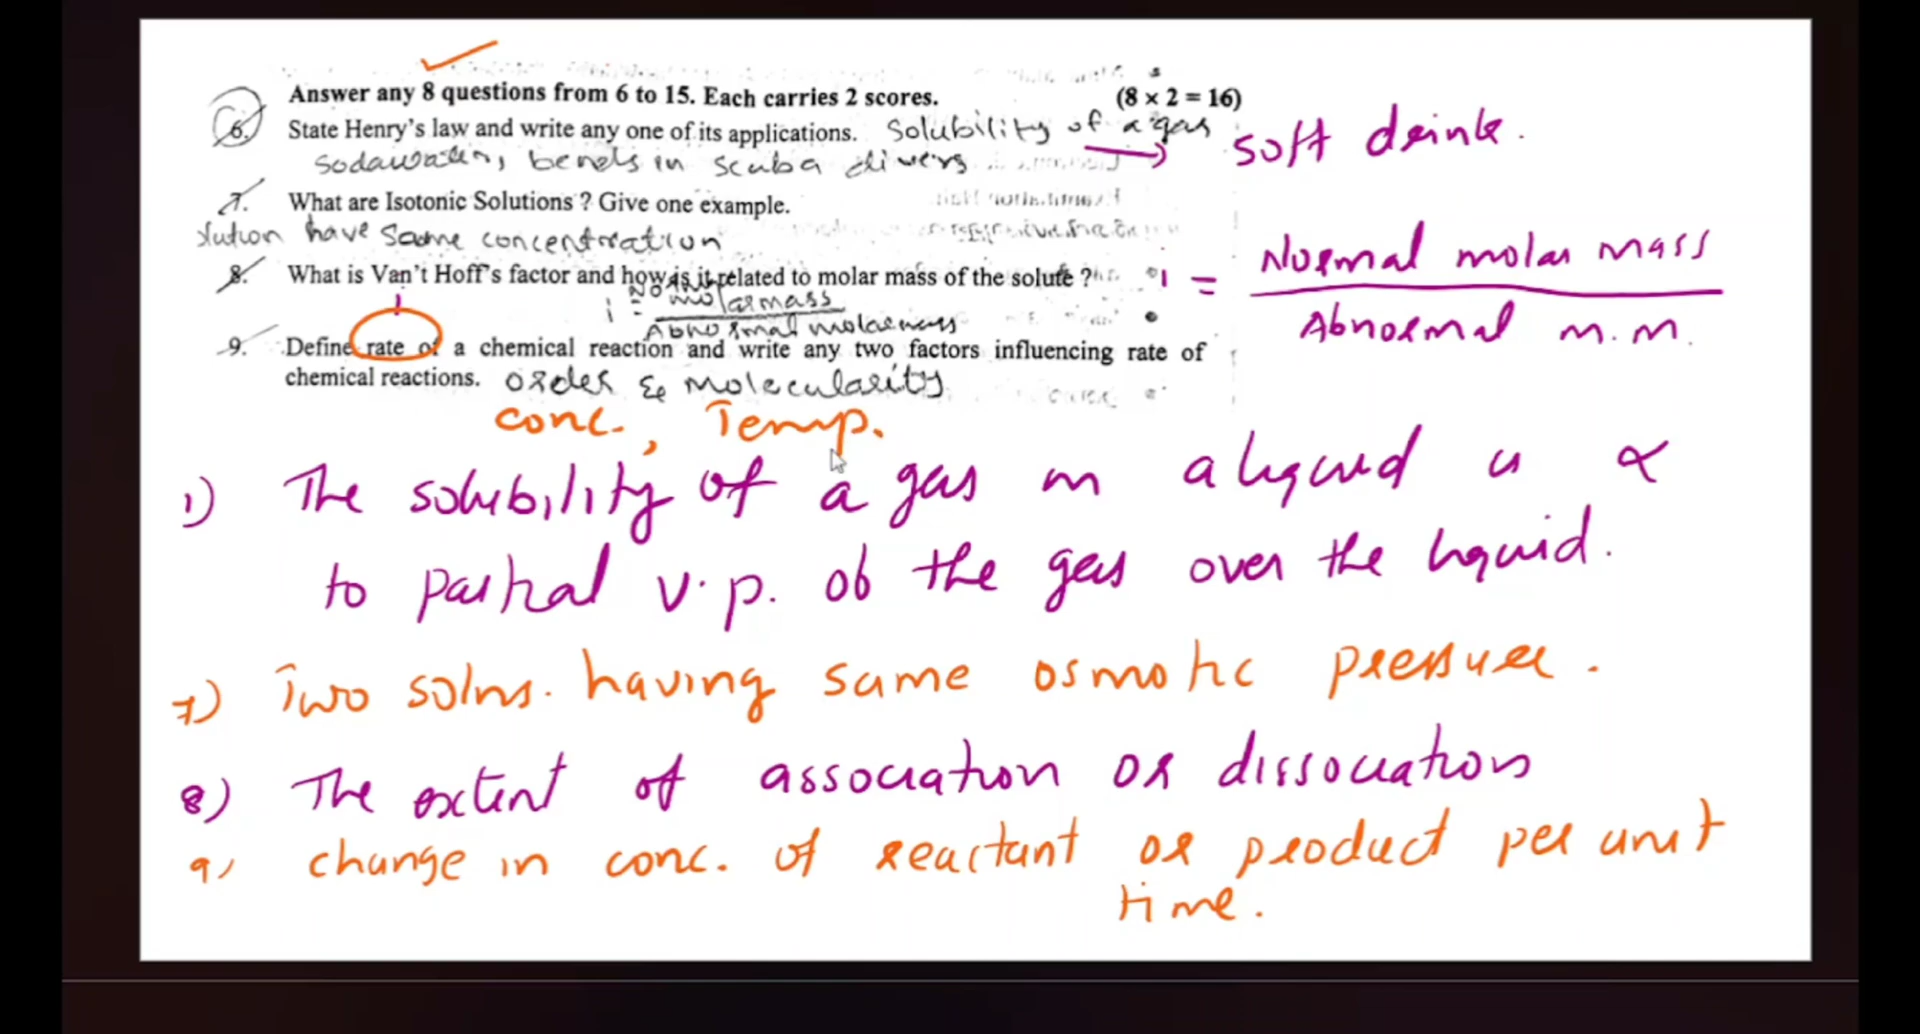 Answer any 8 questions from 6 to 15. Each carries 2 scores. (8 × 2 = 16)
6. State Henry's law and write any one of its applications. Solubility of a gas
soft drink.
sodawater, bends in scuba divers
7. What are Isotonic Solutions ? Give one example.
lution have same concentration
8. What is Van't Hoff's factor and how is it related to molar mass of the solute ?
i = Normal molar mass
Abnormal m.m.
i = molarmass
Abnormal molarmass
9. Define rate of a chemical reaction and write any two factors influencing rate of
chemical reactions. order & molecularity
conc., Temp.
1) The solubility of a gas in a liquid is ∝
to partial v.p. of the gas over the liquid.
7) Two solns. having same osmotic pressure.
8) The extent of association or dissociation
9) change in conc. of reactant or product per unit
time.